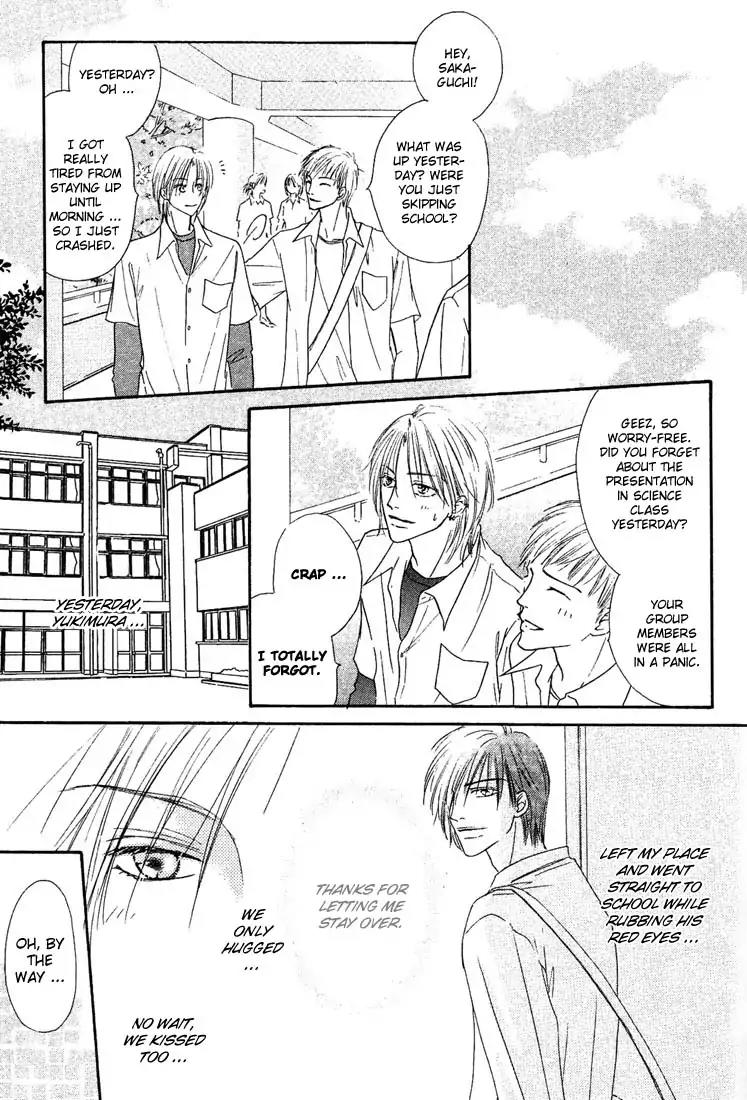 HEY,
SAKA-
GUCHI!
WHAT WAS
UP YESTER-
DAY? WERE
YOU JUST
SKIPPING
SCHOOL?
YESTERDAY?
OH ...
I GOT
REALLY
TIRED FROM
STAYING UP
UNTIL
MORNING ...
SO I JUST
CRASHED.
GEEZ, SO
WORRY-FREE.
DID YOU FORGET
ABOUT THE
PRESENTATION
IN SCIENCE
CLASS
YESTERDAY?
YOUR
GROUP
MEMBERS
WERE ALL
IN A PANIC.
CRAP ...
I TOTALLY
FORGOT.
YESTERDAY,
YUKIMURA ...
LEFT MY PLACE
AND WENT
STRAIGHT TO
SCHOOL WHILE
RUBBING HIS
RED EYES ...
THANKS FOR
LETTING ME
STAY OVER.
WE
ONLY
HUGGED
...
NO WAIT,
WE KISSED
TOO ...
OH, BY
THE
WAY ...